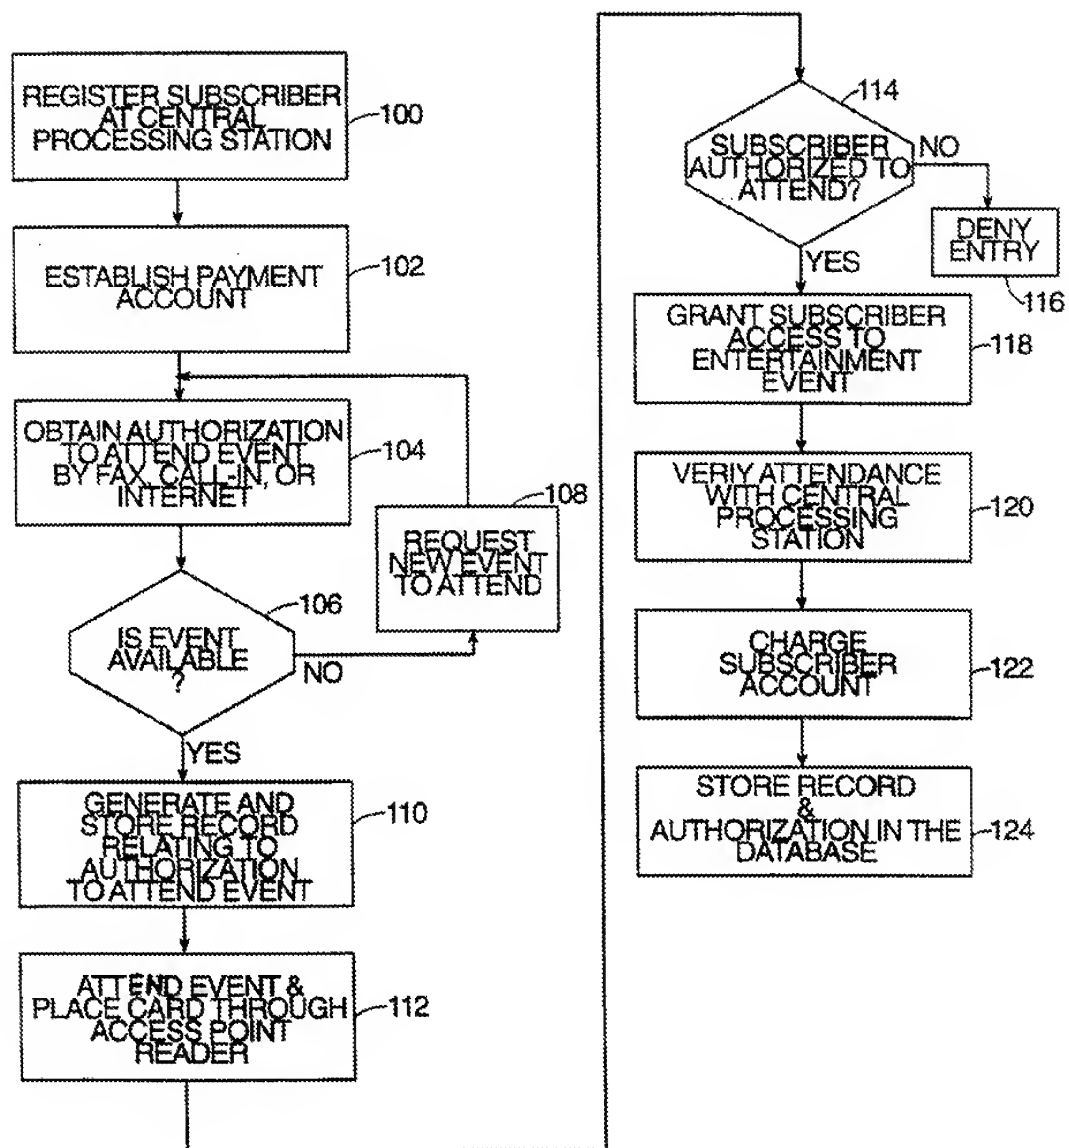 REGISTER SUBSCRIBER
AT CENTRAL
PROCESSING STATION
100
ESTABLISH PAYMENT
ACCOUNT
102
OBTAIN AUTHORIZATION
TO ATTEND EVENT
BY FAX, CALL-IN, OR
INTERNET
104
IS EVENT
AVAILABLE
?
106
NO
REQUEST
NEW EVENT
TO ATTEND
108
YES
GENERATE AND
STORE RECORD
RELATING TO
AUTHORIZATION
TO ATTEND EVENT
110
ATTEND EVENT &
PLACE CARD THROUGH
ACCESS POINT
READER
112
SUBSCRIBER
AUTHORIZED TO
ATTEND?
114
NO
DENY
ENTRY
116
YES
GRANT SUBSCRIBER
ACCESS TO
ENTERTAINMENT
EVENT
118
VERIY ATTENDANCE
WITH CENTRAL
PROCESSING
STATION
120
CHARGE
SUBSCRIBER
ACCOUNT
122
STORE RECORD
&
AUTHORIZATION IN THE
DATABASE
124